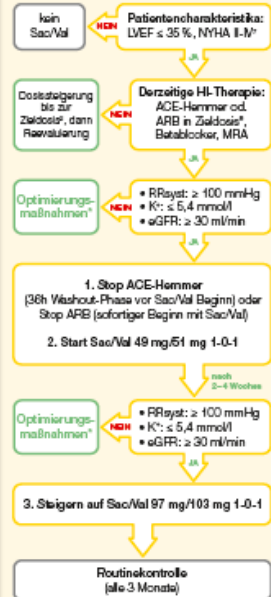 kein
Sac/Val
NEIN
Patientencharakteristika:
LVEF ≤ 35 %, NYHA II-IV
JA
Dosissteigerung
bis zur
Zieldosis², dann
Reevaluierung
NEIN
Derzeitige HI-Therapie:
ACE-Hemmer od.
ARB in Zieldosis
Betablocker, MRA
JA
Optimierungs-
maßnahmen*
NEIN
• RRsyst: ≥ 100 mmHg
• K⁺: ≤ 5,4 mmol/l
• eGFR: ≥ 30 ml/min
JA
1. Stop ACE-Hemmer
(36h Washout-Phase vor Sac/Val Beginn) oder
Stop ARB (sofortiger Beginn mit Sac/Val)
2. Start Sac/Val 49 mg/51 mg 1-0-1
nach
2–4 Wochen
Optimierungs-
maßnahmen*
NEIN
• RRsyst: ≥ 100 mmHg
• K⁺: ≤ 5,4 mmol/l
• eGFR: ≥ 30 ml/min
JA
3. Steigern auf Sac/Val 97 mg/103 mg 1-0-1
Routinekontrolle
(alle 3 Monate)